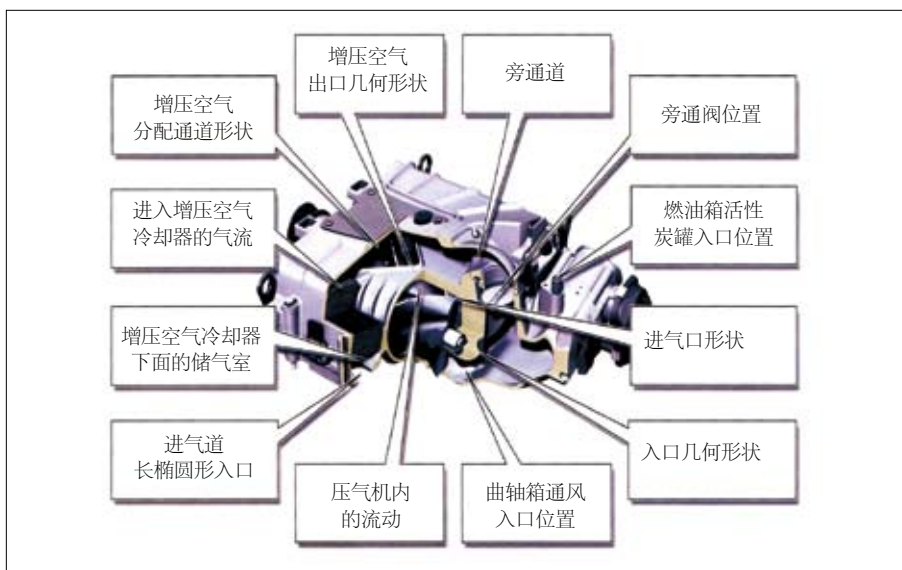 增压空气
出口几何形状
旁通道
增压空气
分配通道形状
旁通阀位置
进入增压空气
冷却器的气流
燃油箱活性
炭罐入口位置
增压空气冷却器
下面的储气室
进气口形状
进气道
长椭圆形入口
入口几何形状
压气机内
的流动
曲轴箱通风
入口位置